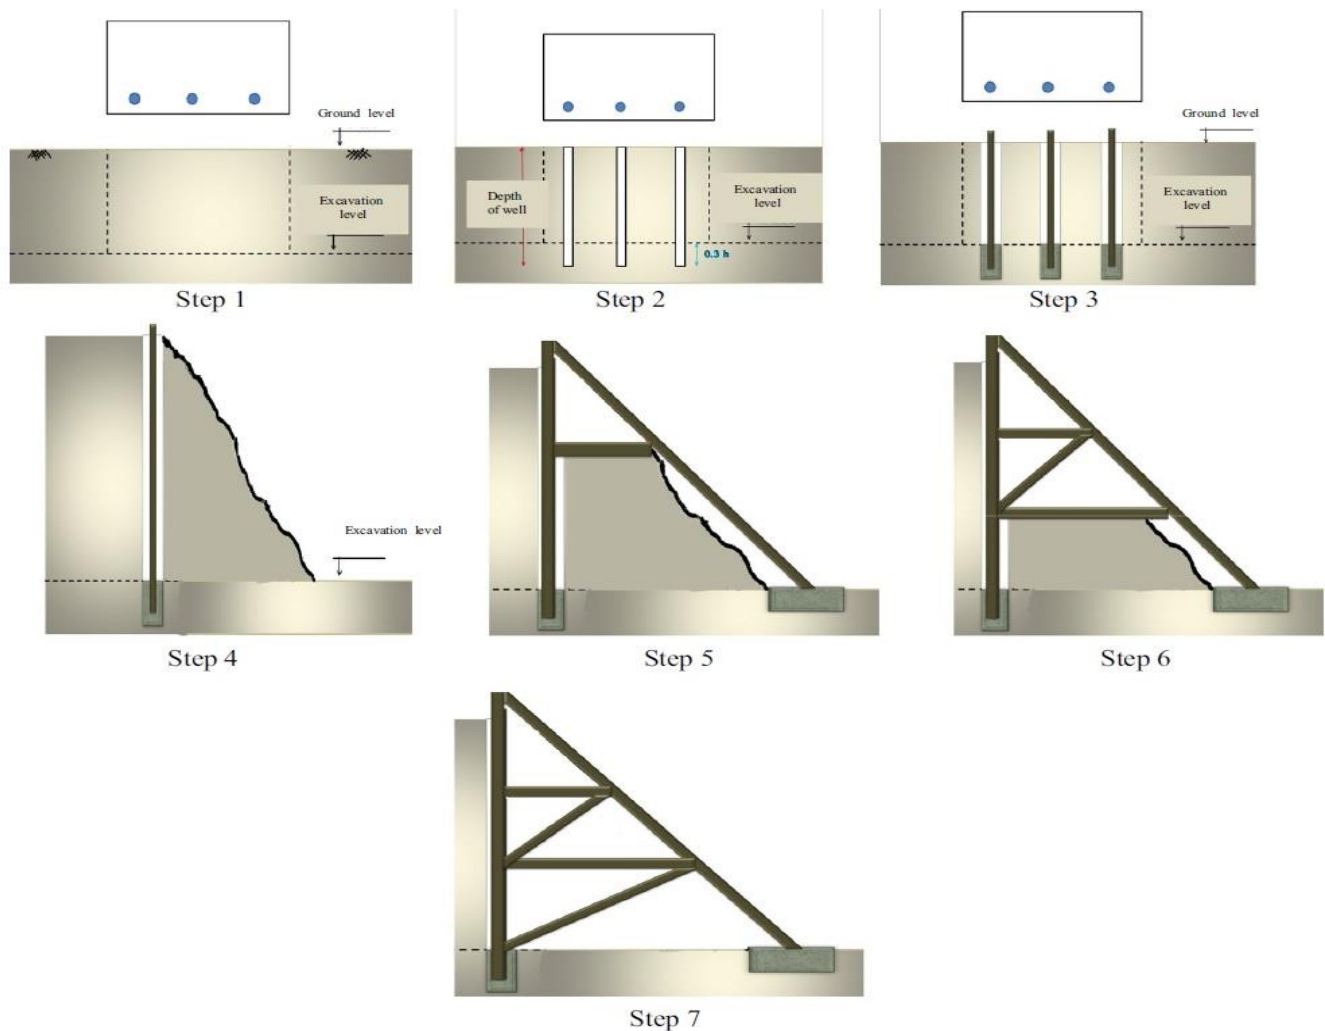 Ground level
Excavation
level
Step 1
Depth
of well
Excavation
level
0.3 h
Step 2
Ground level
Excavation
level
Step 3
Excavation level
Step 4
Step 5
Step 6
Step 7